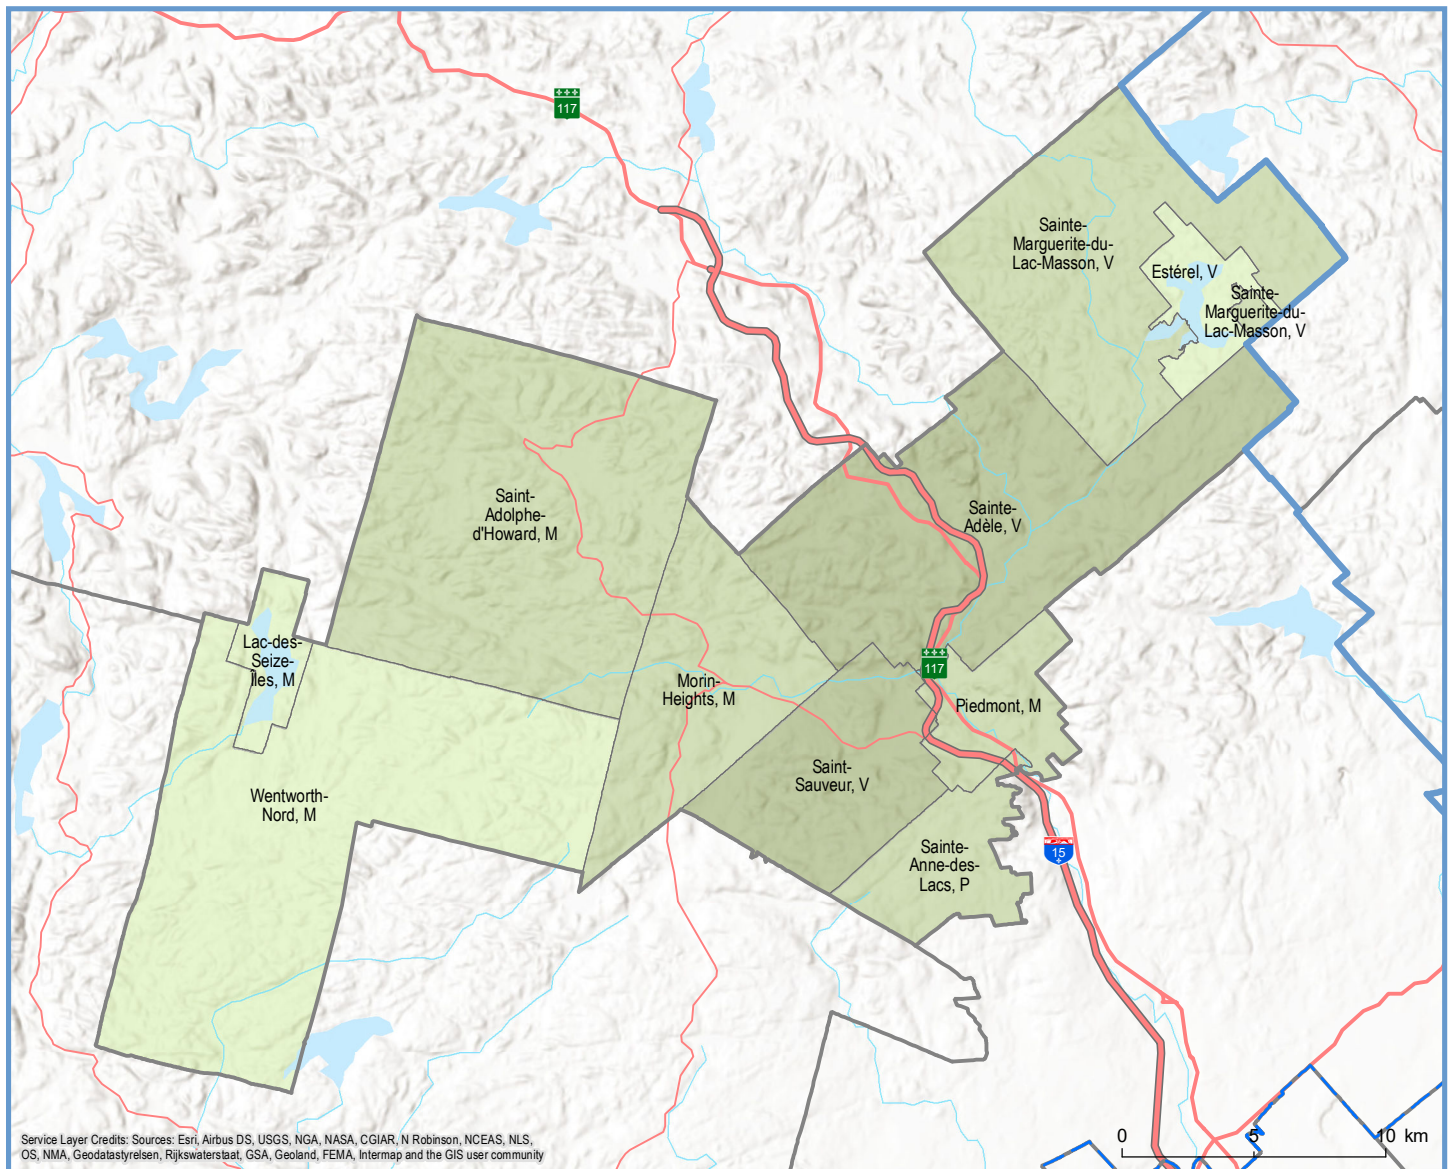 117
Sainte-
Marguerite-du-
Lac-Masson, V
Estérel, V
Sainte-
Marguerite-du-
Lac-Masson, V
Saint-
Adolphe-
d'Howard, M
Sainte-
Adèle, V
Lac-des-
Seize-
Îles, M
Morin-
Heights, M
117
Piedmont, M
Saint-
Sauveur, V
Wentworth-
Nord, M
Sainte-
Anne-des-
Lacs, P
15
Service Layer Credits: Sources: Esri, Airbus DS, USGS, NGA, NASA, CGIAR, N Robinson, NCEAS, NLS,
OS, NMA, Geodatastyrelsen, Rijkswaterstaat, GSA, Geoland, FEMA, Intermap and the GIS user community
0 5 10 km